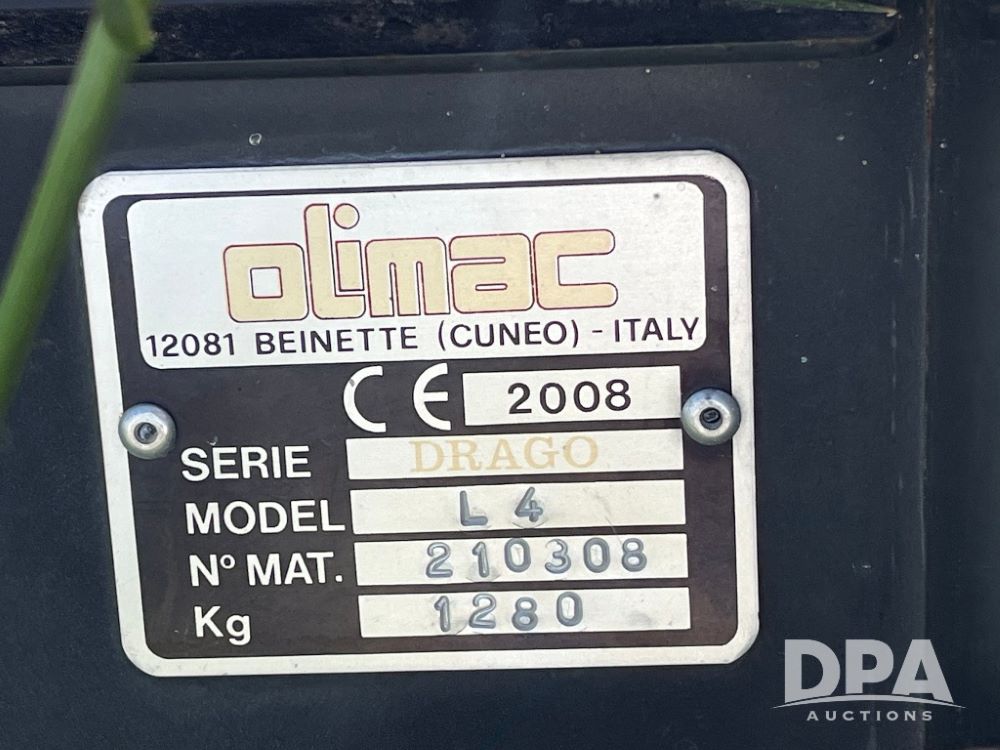 olimac
12081 BEINETTE (CUNEO) - ITALY
CE 2008
SERIE DRAGO
MODEL L 4
N° MAT. 210308
Kg 1280
DPA
AUCTIONS